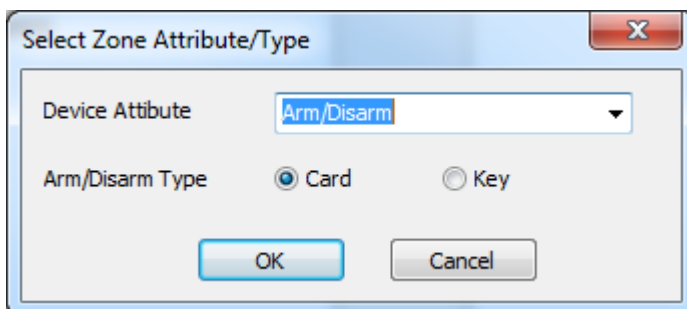 Select Zone Attribute/Type
Device Attibute Arm/Disarm
Arm/Disarm Type Card Key
OK Cancel